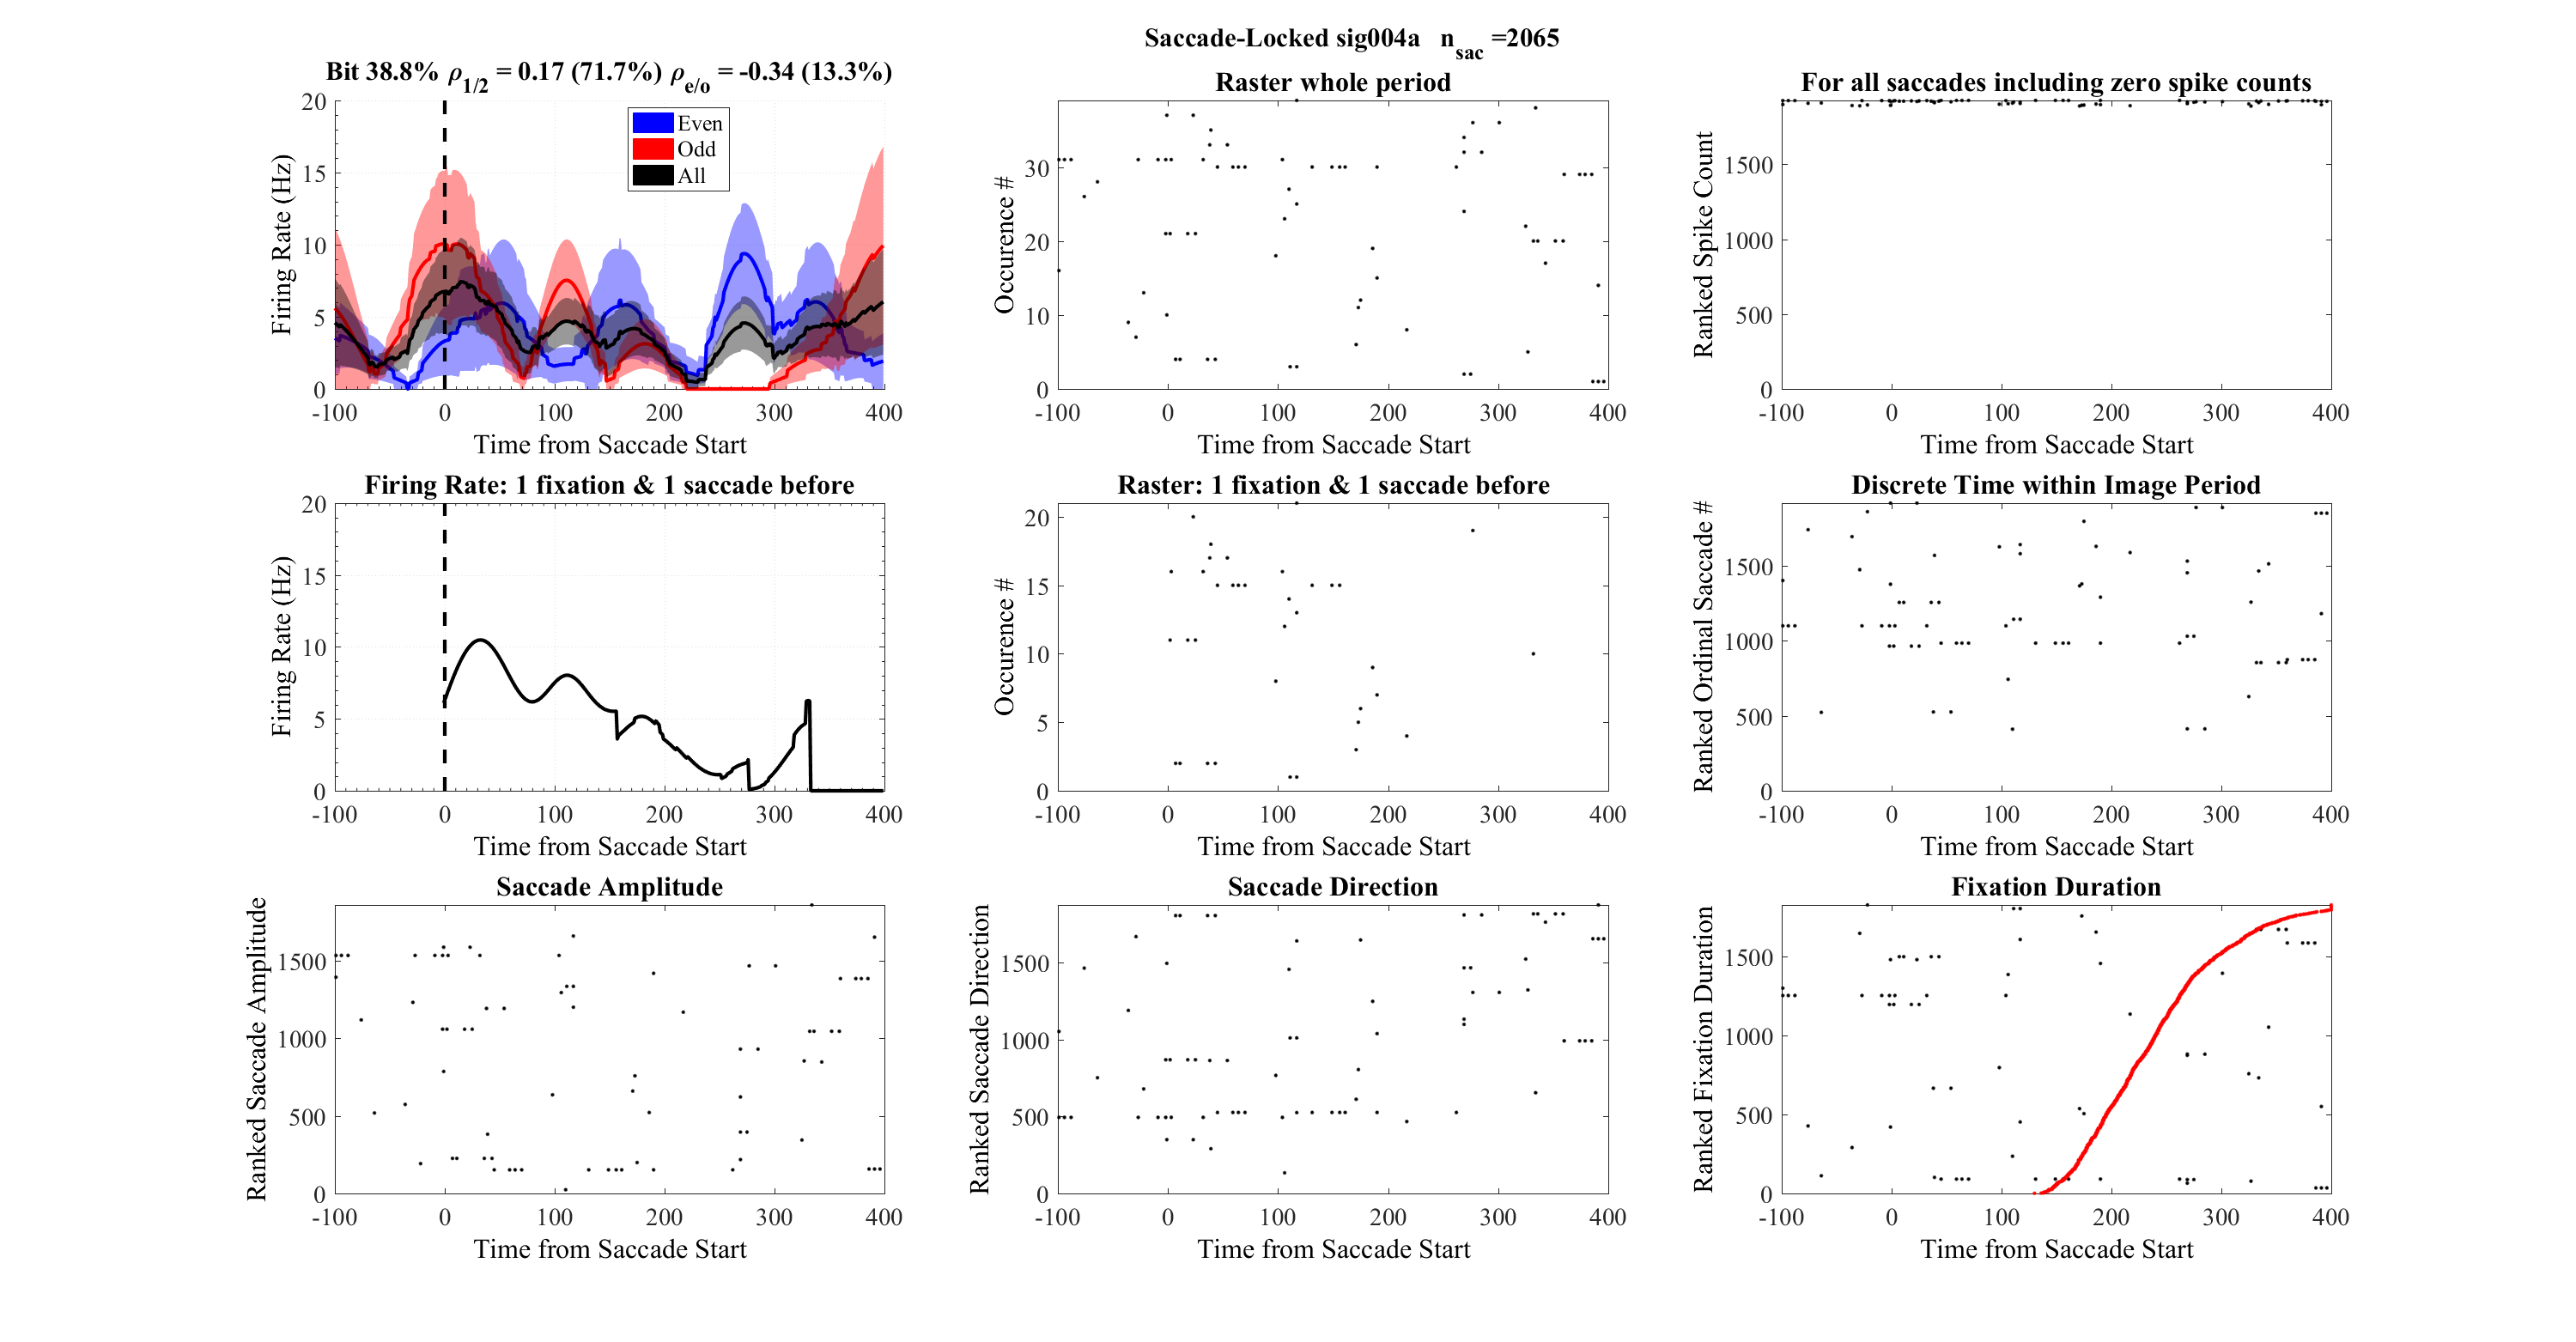 Saccade-Locked sig004a n_sac =2065
Bit 38.8% ρ_1/2 = 0.17 (71.7%) ρ_e/o = -0.34 (13.3%)
Even
Odd
All
Firing Rate (Hz)
20
15
10
5
0
-100 0 100 200 300 400
Time from Saccade Start
Raster whole period
Occurence #
30
20
10
0
-100 0 100 200 300 400
Time from Saccade Start
For all saccades including zero spike counts
Ranked Spike Count
1500
1000
500
0
-100 0 100 200 300 400
Time from Saccade Start
Firing Rate: 1 fixation & 1 saccade before
Firing Rate (Hz)
20
15
10
5
0
-100 0 100 200 300 400
Time from Saccade Start
Raster: 1 fixation & 1 saccade before
Occurence #
20
15
10
5
0
-100 0 100 200 300 400
Time from Saccade Start
Discrete Time within Image Period
Ranked Ordinal Saccade #
1500
1000
500
0
-100 0 100 200 300 400
Time from Saccade Start
Saccade Amplitude
Ranked Saccade Amplitude
1500
1000
500
0
-100 0 100 200 300 400
Time from Saccade Start
Saccade Direction
Ranked Saccade Direction
1500
1000
500
0
-100 0 100 200 300 400
Time from Saccade Start
Fixation Duration
Ranked Fixation Duration
1500
1000
500
0
-100 0 100 200 300 400
Time from Saccade Start